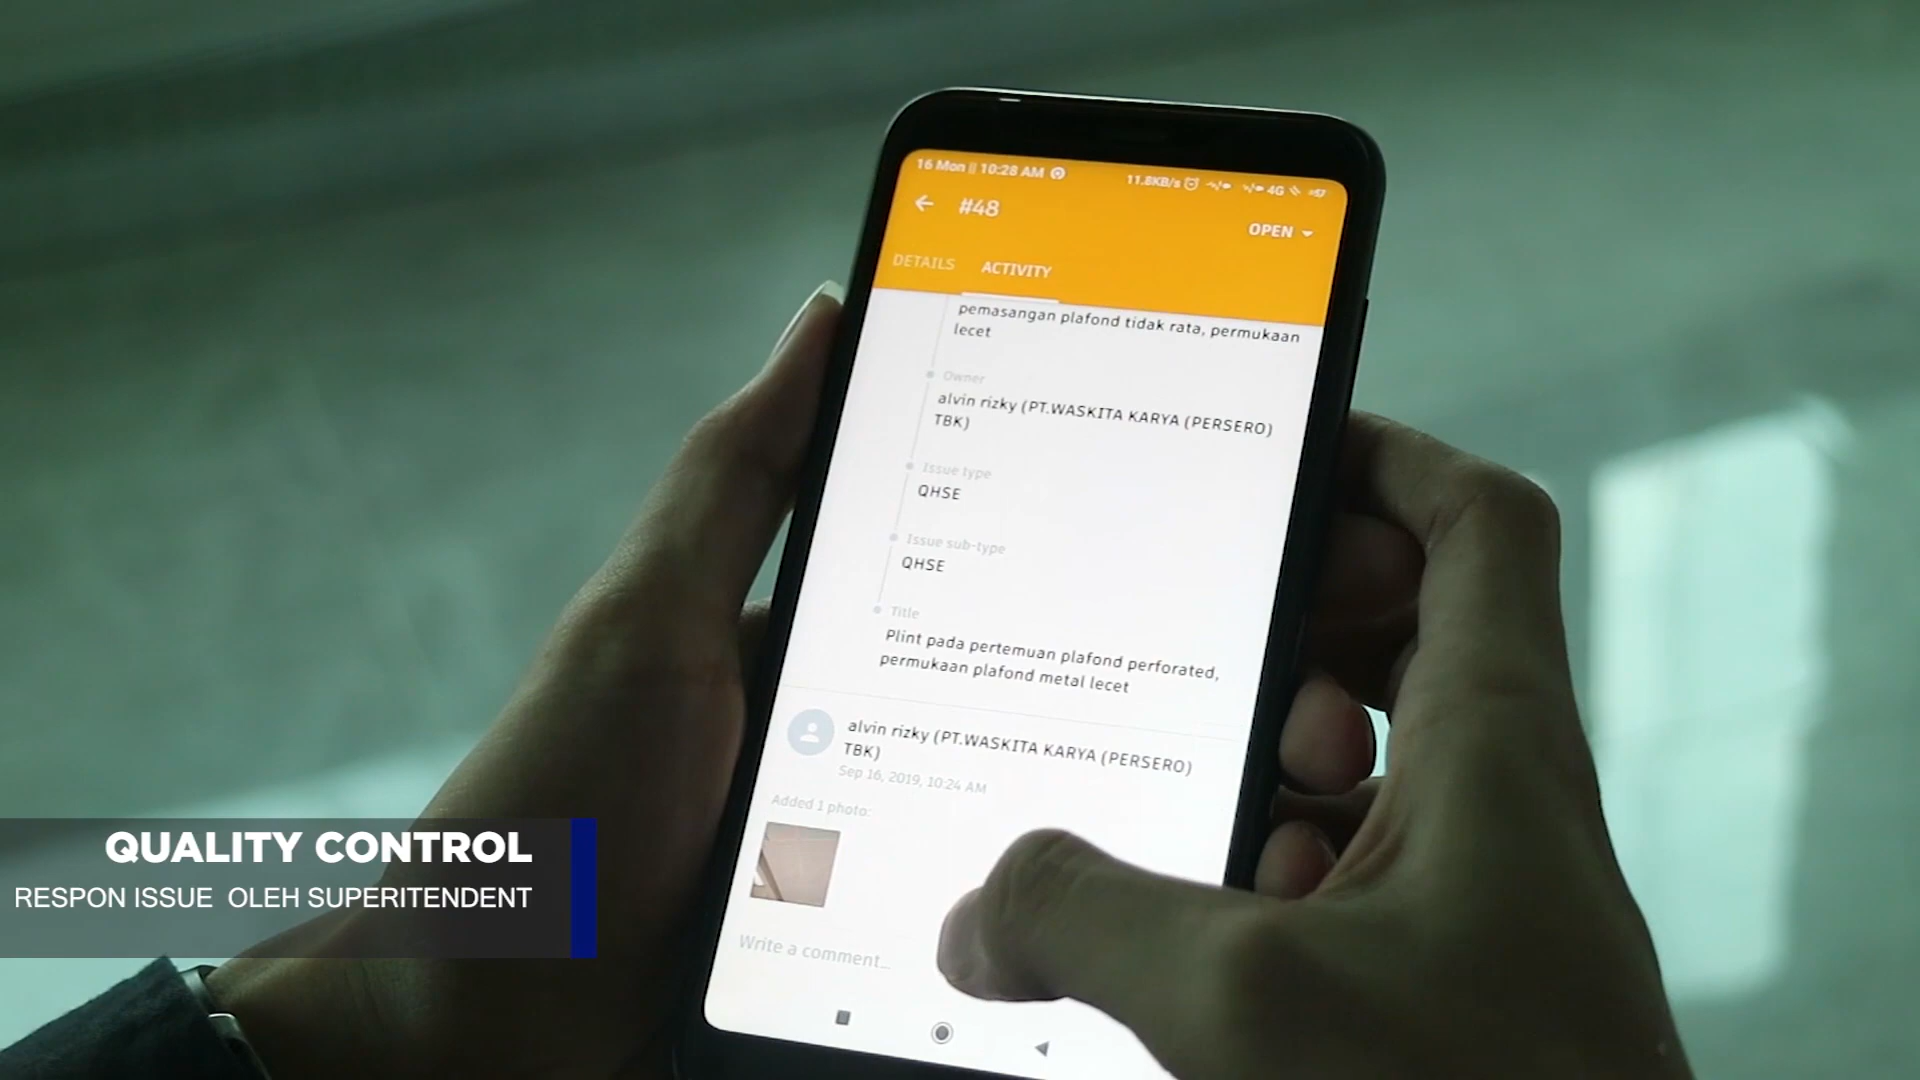 16 Mon || 10:28 AM
11.8KB/s 4G 57
#48
OPEN
DETAILS ACTIVITY
pemasangan plafond tidak rata, permukaan
lecet
Owner
alvin rizky (PT.WASKITA KARYA (PERSERO)
TBK)
Issue type
QHSE
Issue sub-type
QHSE
Title
Plint pada pertemuan plafond perforated,
permukaan plafond metal lecet
alvin rizky (PT.WASKITA KARYA (PERSERO)
TBK)
Sep 16, 2019, 10:24 AM
Added 1 photo:
Write a comment...
QUALITY CONTROL
RESPON ISSUE OLEH SUPERITENDENT